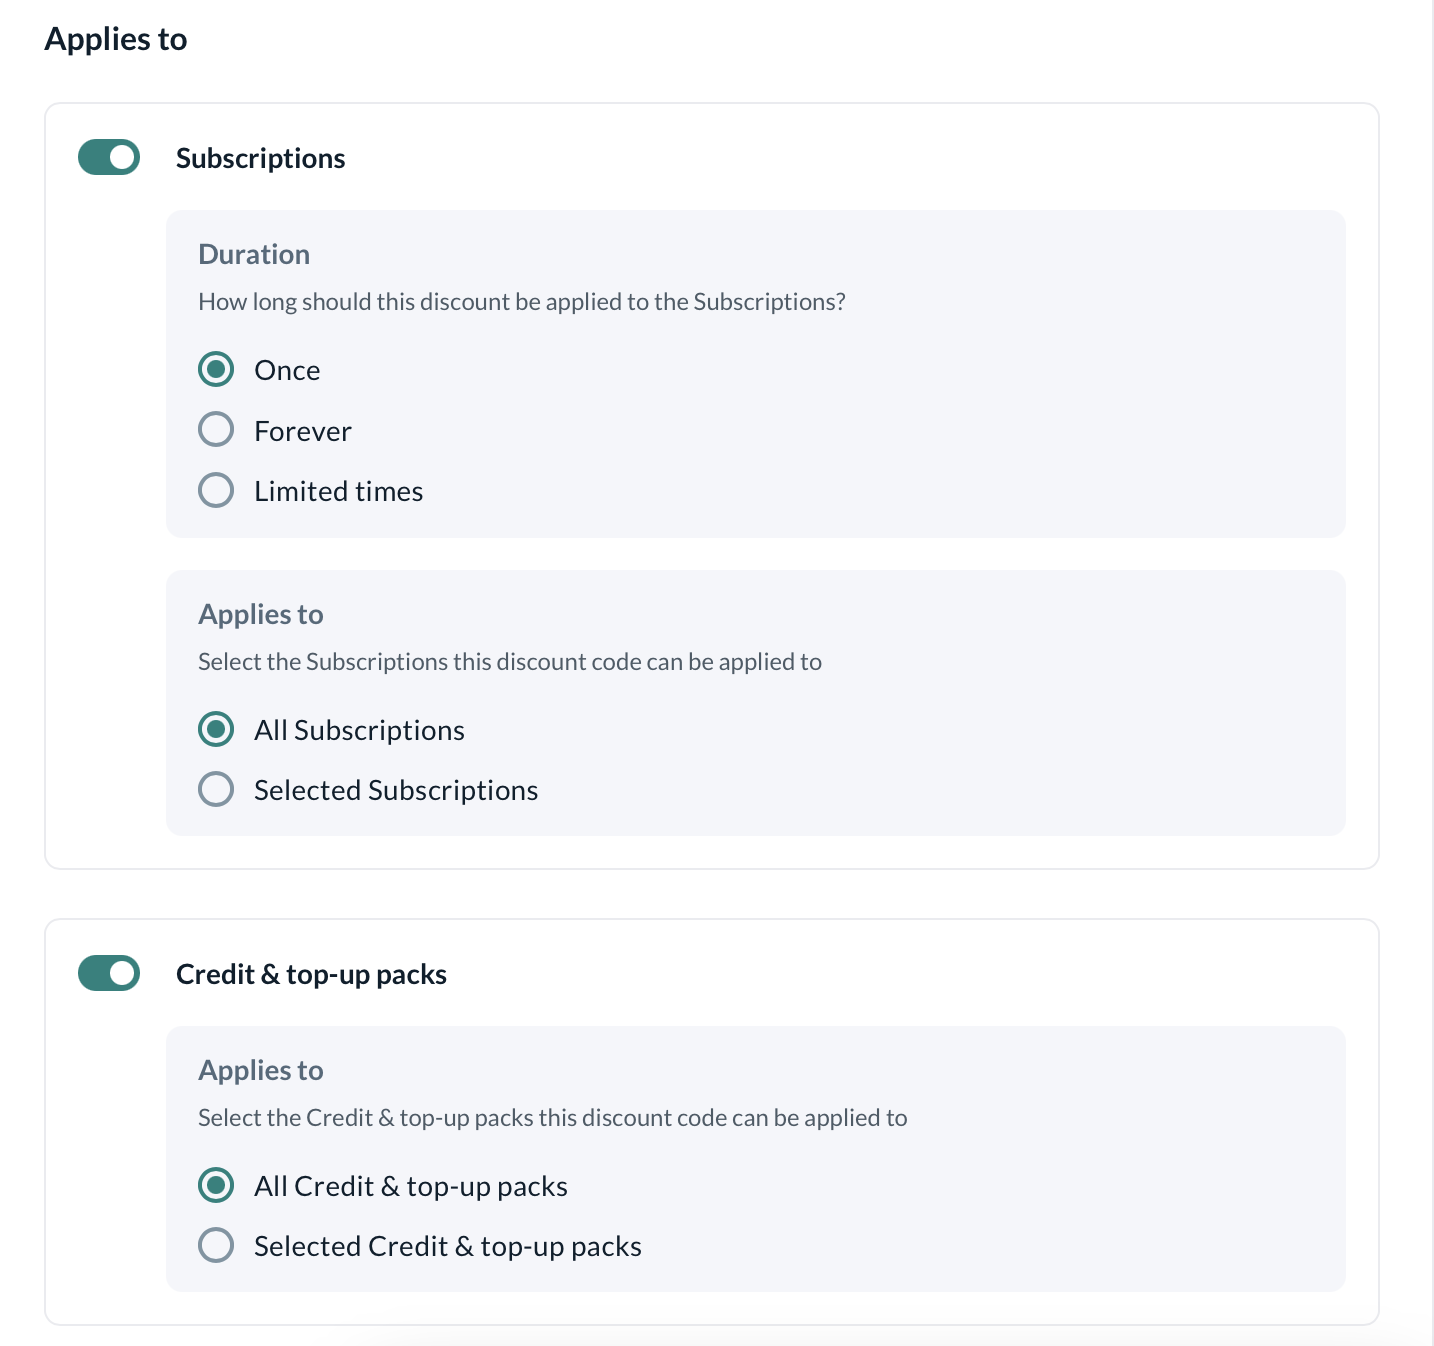 Applies to
Subscriptions
Duration
How long should this discount be applied to the Subscriptions?
Once
Forever
Limited times
Applies to
Select the Subscriptions this discount code can be applied to
All Subscriptions
Selected Subscriptions
Credit & top-up packs
Applies to
Select the Credit & top-up packs this discount code can be applied to
All Credit & top-up packs
Selected Credit & top-up packs